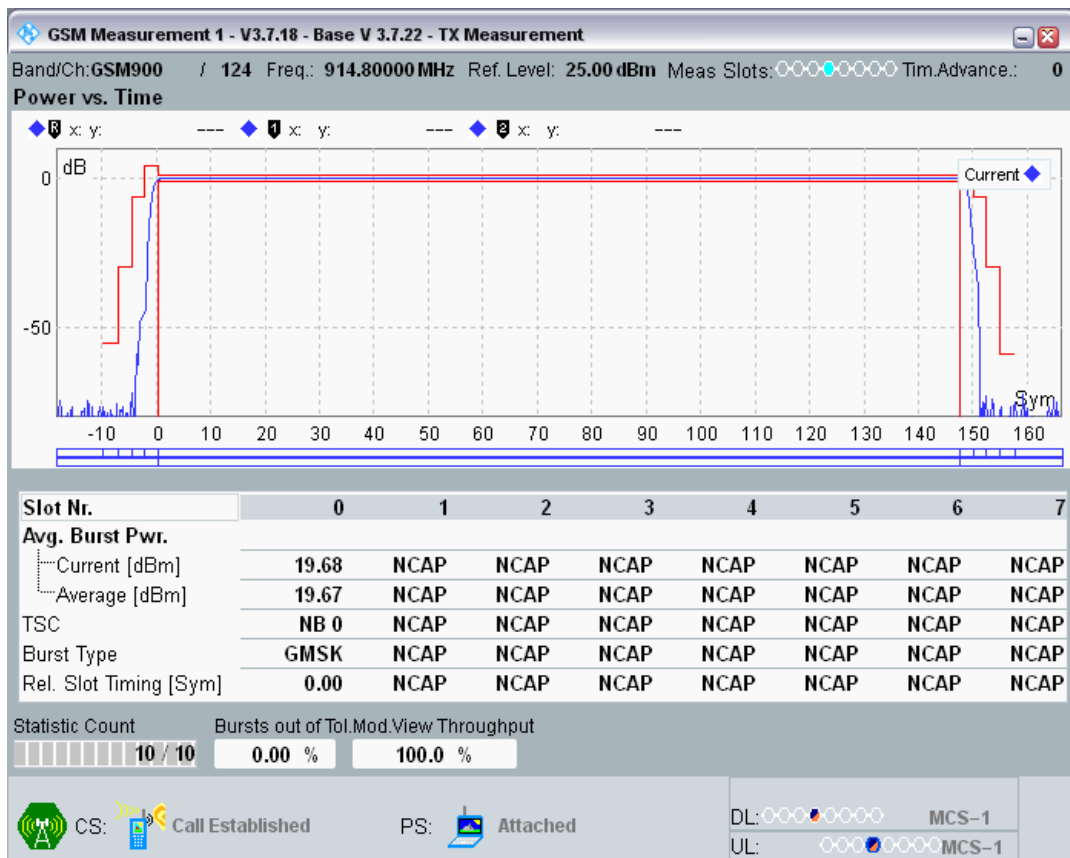 GSM Measurement 1 - V3.7.18 - Base V 3.7.22 - TX Measurement
Band/Ch:GSM900 / 124 Freq.: 914.80000 MHz Ref. Level: 25.00 dBm Meas Slots: Tim.Advance.: 0
Power vs. Time
R x: y: --- 1 x: y: --- 2 x: y: ---
dB
Current
0
-50
Sym
-10 0 10 20 30 40 50 60 70 80 90 100 110 120 130 140 150 160
Slot Nr. 0 1 2 3 4 5 6 7
Avg. Burst Pwr.
Current [dBm] 19.68 NCAP NCAP NCAP NCAP NCAP NCAP NCAP
Average [dBm] 19.67 NCAP NCAP NCAP NCAP NCAP NCAP NCAP
TSC NB 0 NCAP NCAP NCAP NCAP NCAP NCAP NCAP
Burst Type GMSK NCAP NCAP NCAP NCAP NCAP NCAP NCAP
Rel. Slot Timing [Sym] 0.00 NCAP NCAP NCAP NCAP NCAP NCAP NCAP
Statistic Count Bursts out of Tol.Mod.View Throughput
10 / 10 0.00 % 100.0 %
CS: Call Established PS: Attached
DL: MCS-1
UL: MCS-1